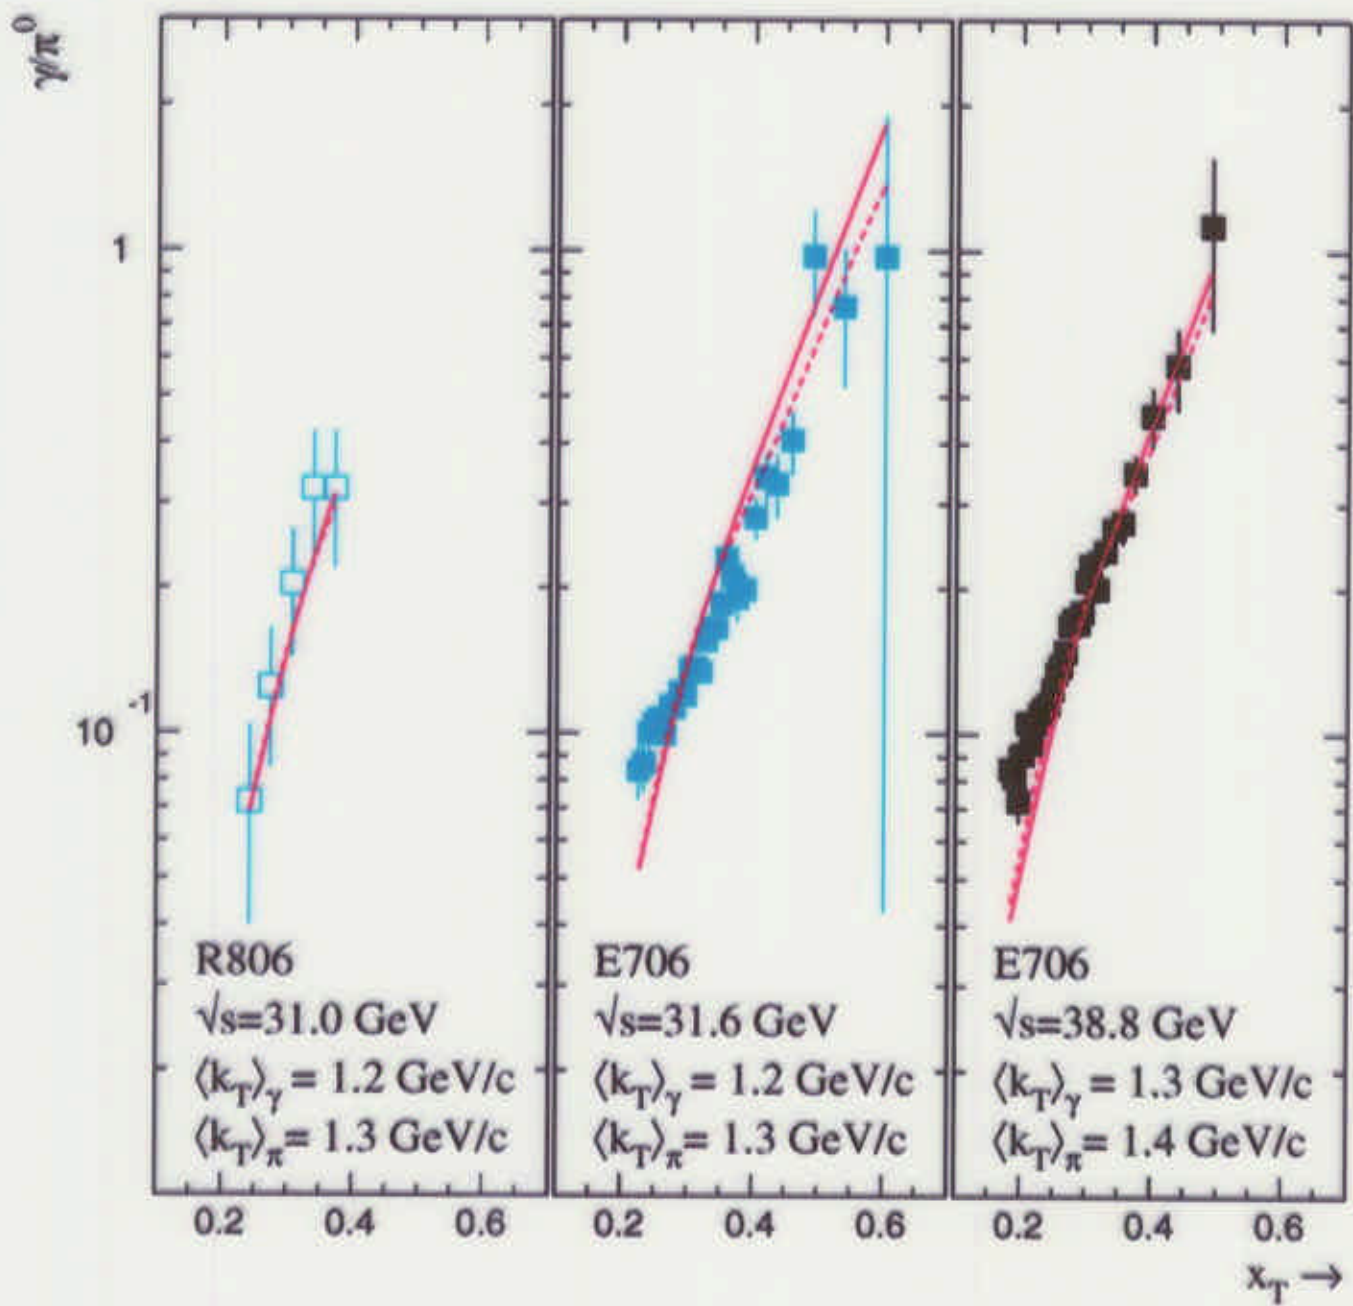 γ/π⁰
1
10⁻¹
R806
√s=31.0 GeV
⟨k_T⟩_γ = 1.2 GeV/c
⟨k_T⟩_π = 1.3 GeV/c
E706
√s=31.6 GeV
⟨k_T⟩_γ = 1.2 GeV/c
⟨k_T⟩_π = 1.3 GeV/c
E706
√s=38.8 GeV
⟨k_T⟩_γ = 1.3 GeV/c
⟨k_T⟩_π = 1.4 GeV/c
0.2 0.4 0.6
0.2 0.4 0.6
0.2 0.4 0.6
x_T →